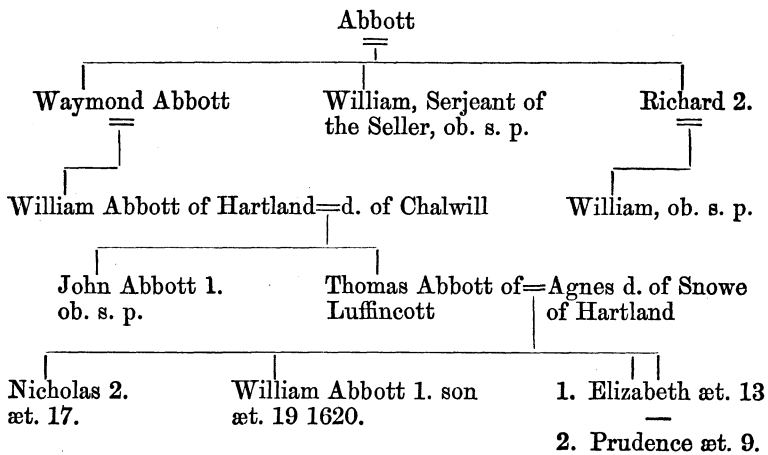 Abbott
Waymond Abbott
William, Serjeant of
the Seller, ob. s. p.
Richard 2.
William Abbott of Hartland=d. of Chalwill
William, ob. s. p.
John Abbott 1.
ob. s. p.
Thomas Abbott of=Agnes d. of Snowe
Luffincott
of Hartland
Nicholas 2.
æt. 17.
William Abbott 1. son
æt. 19 1620.
1. Elizabeth æt. 13
2. Prudence æt. 9.